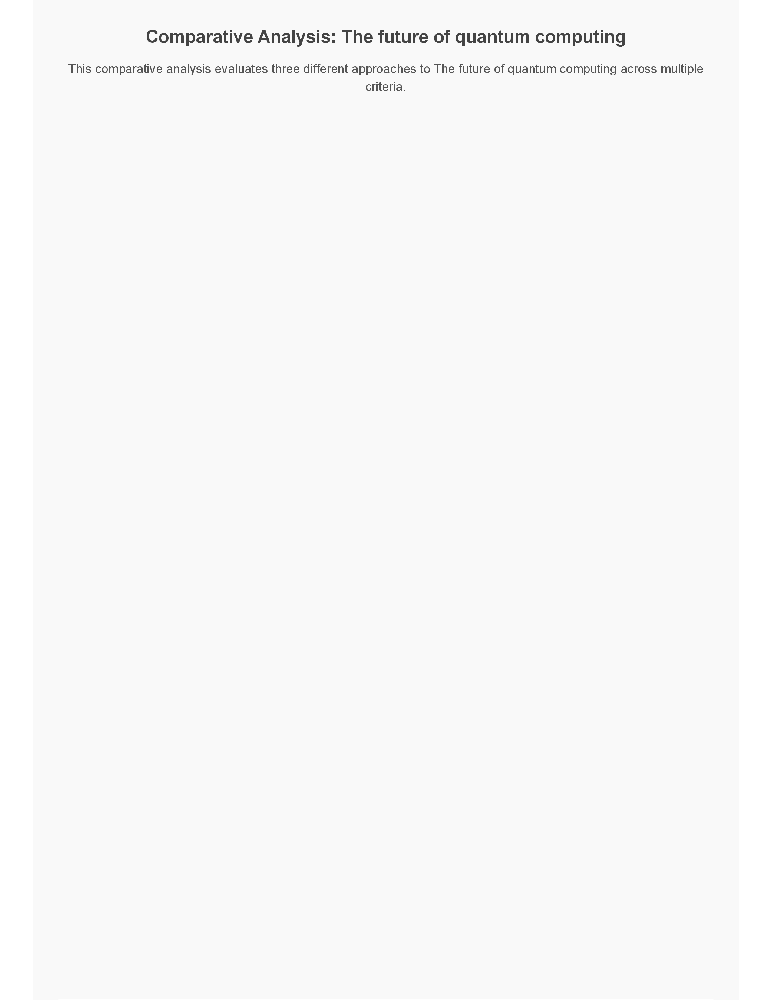 Comparative Analysis: The future of quantum computing
This comparative analysis evaluates three different approaches to The future of quantum computing across multiple
criteria.